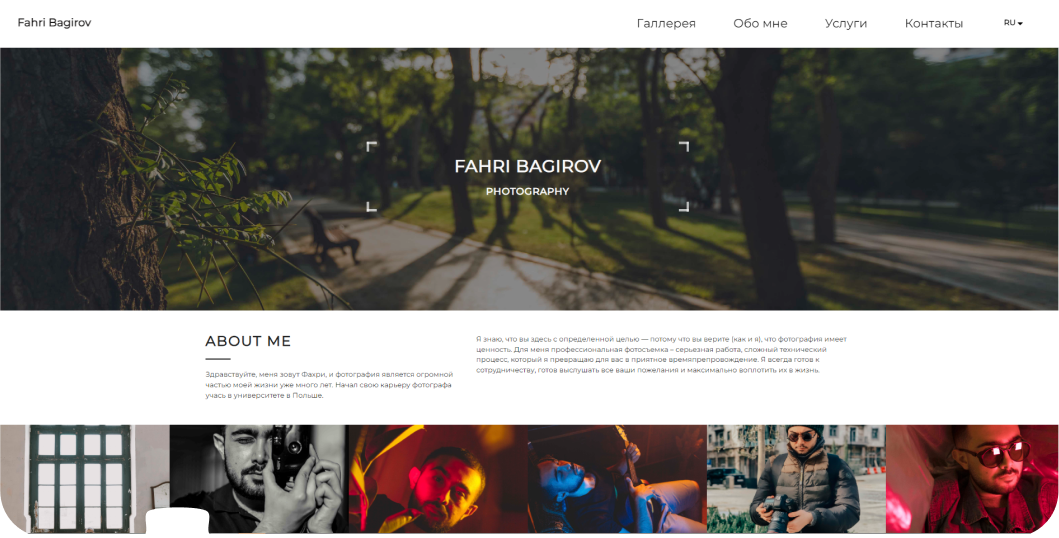 Fahri Bagirov
Галлерея Обо мне Услуги Контакты RU
FAHRI BAGIROV
PHOTOGRAPHY
ABOUT ME
Здравствуйте, меня зовут Фахри, и фотография является огромной
частью моей жизни уже много лет. Начал свою карьеру фотографа
учась в университете в Польше.
Я знаю, что вы здесь с определенной целью — потому что вы верите (как и я), что фотография имеет
ценность. Для меня профессиональная фотосъемка – серьезная работа, сложный технический
процесс, который я превращаю для вас в приятное времяпрепровождение. Я всегда готов к
сотрудничеству, готов выслушать все ваши пожелания и максимально воплотить их в жизнь.